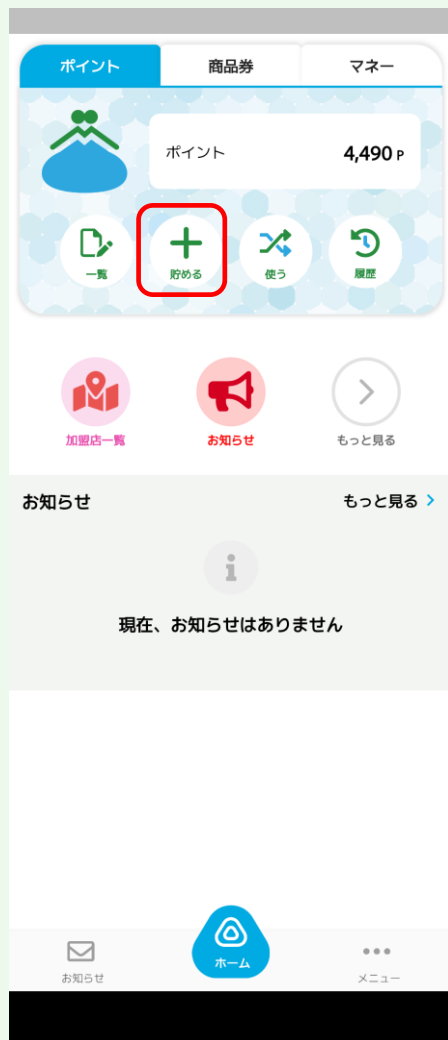 ポイント 商品券 マネー
ポイント 4,490 P
一覧 貯める 使う 履歴
加盟店一覧 お知らせ もっと見る
お知らせ もっと見る
現在、お知らせはありません
お知らせ ホーム メニュー